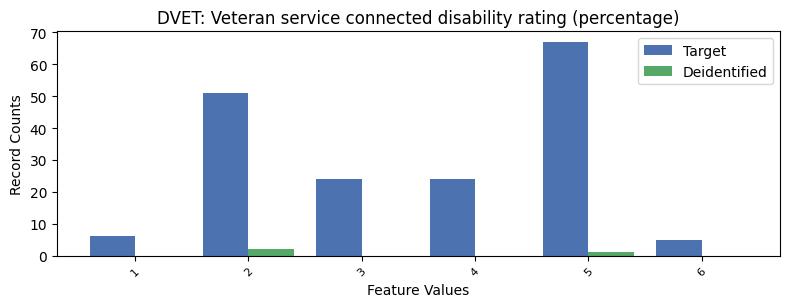 DVET: Veteran service connected disability rating (percentage)
Target
Deidentified
Record Counts
70
60
50
40
30
20
10
0
1 2 3 4 5 6
Feature Values